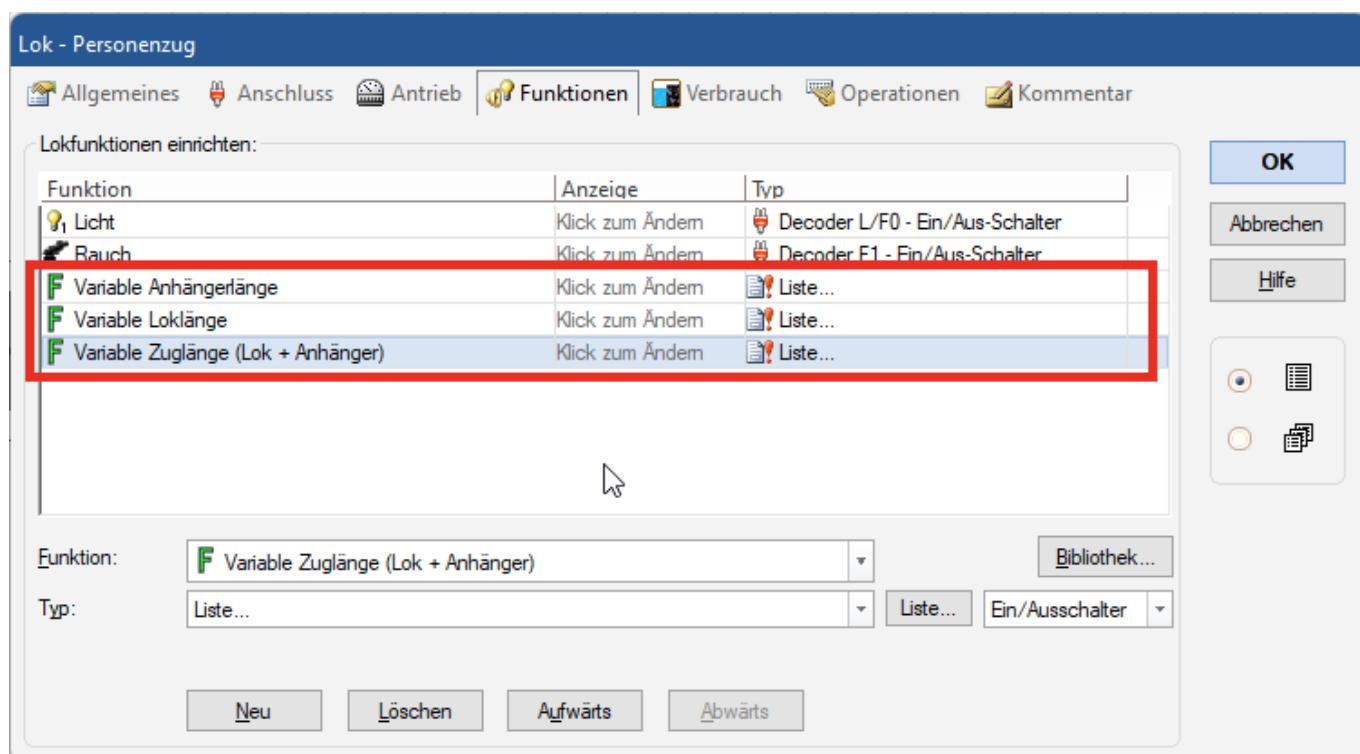 Lok - Personenzug
Allgemeines Anschluss Antrieb Funktionen Verbrauch Operationen Kommentar
Lokfunktionen einrichten:
OK
Funktion Anzeige Typ
Licht Klick zum Ändern Decoder L/F0 - Ein/Aus-Schalter
Abbrechen
Rauch Klick zum Ändern Decoder F1 - Ein/Aus-Schalter
Variable Anhängerlänge Klick zum Ändern Liste...
Hilfe
Variable Loklänge Klick zum Ändern Liste...
Variable Zuglänge (Lok + Anhänger) Klick zum Ändern Liste...
Funktion: Variable Zuglänge (Lok + Anhänger) Bibliothek...
Typ: Liste... Liste... Ein/Ausschalter
Neu Löschen Aufwärts Abwärts